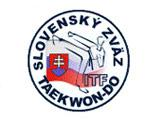 SLOVENSKÝ ZVÄZ
ITF
TAEKWON-DO